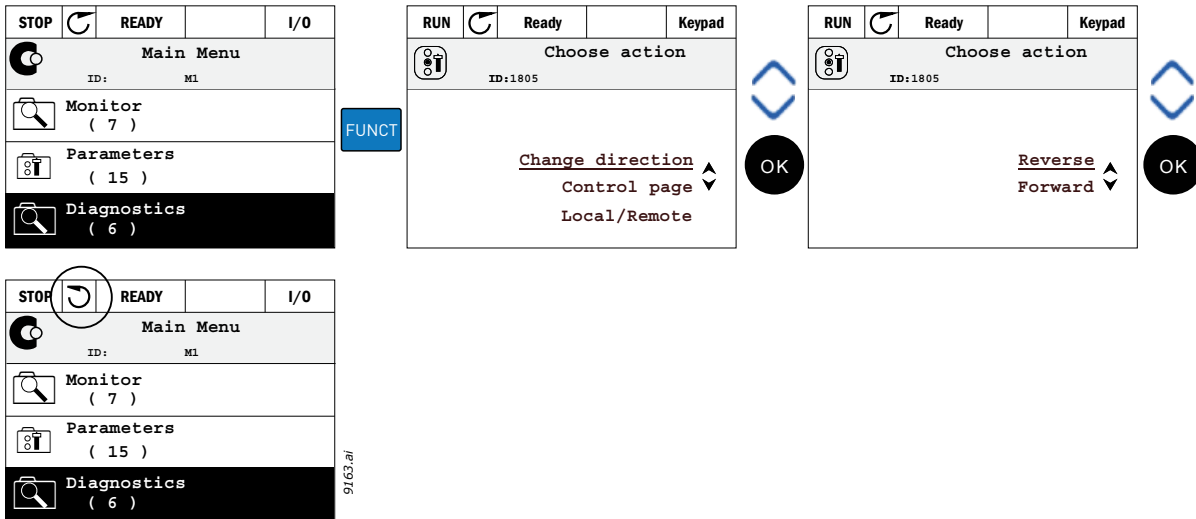 STOP READY I/O
Main Menu
ID: M1
Monitor
( 7 )
Parameters
( 15 )
Diagnostics
( 6 )
FUNCT
RUN Ready Keypad
Choose action
ID:1805
Change direction
Control page
Local/Remote
OK
RUN Ready Keypad
Choose action
ID:1805
Reverse
Forward
OK
STOP READY I/O
Main Menu
ID: M1
Monitor
( 7 )
Parameters
( 15 )
Diagnostics
( 6 )
9163.ai